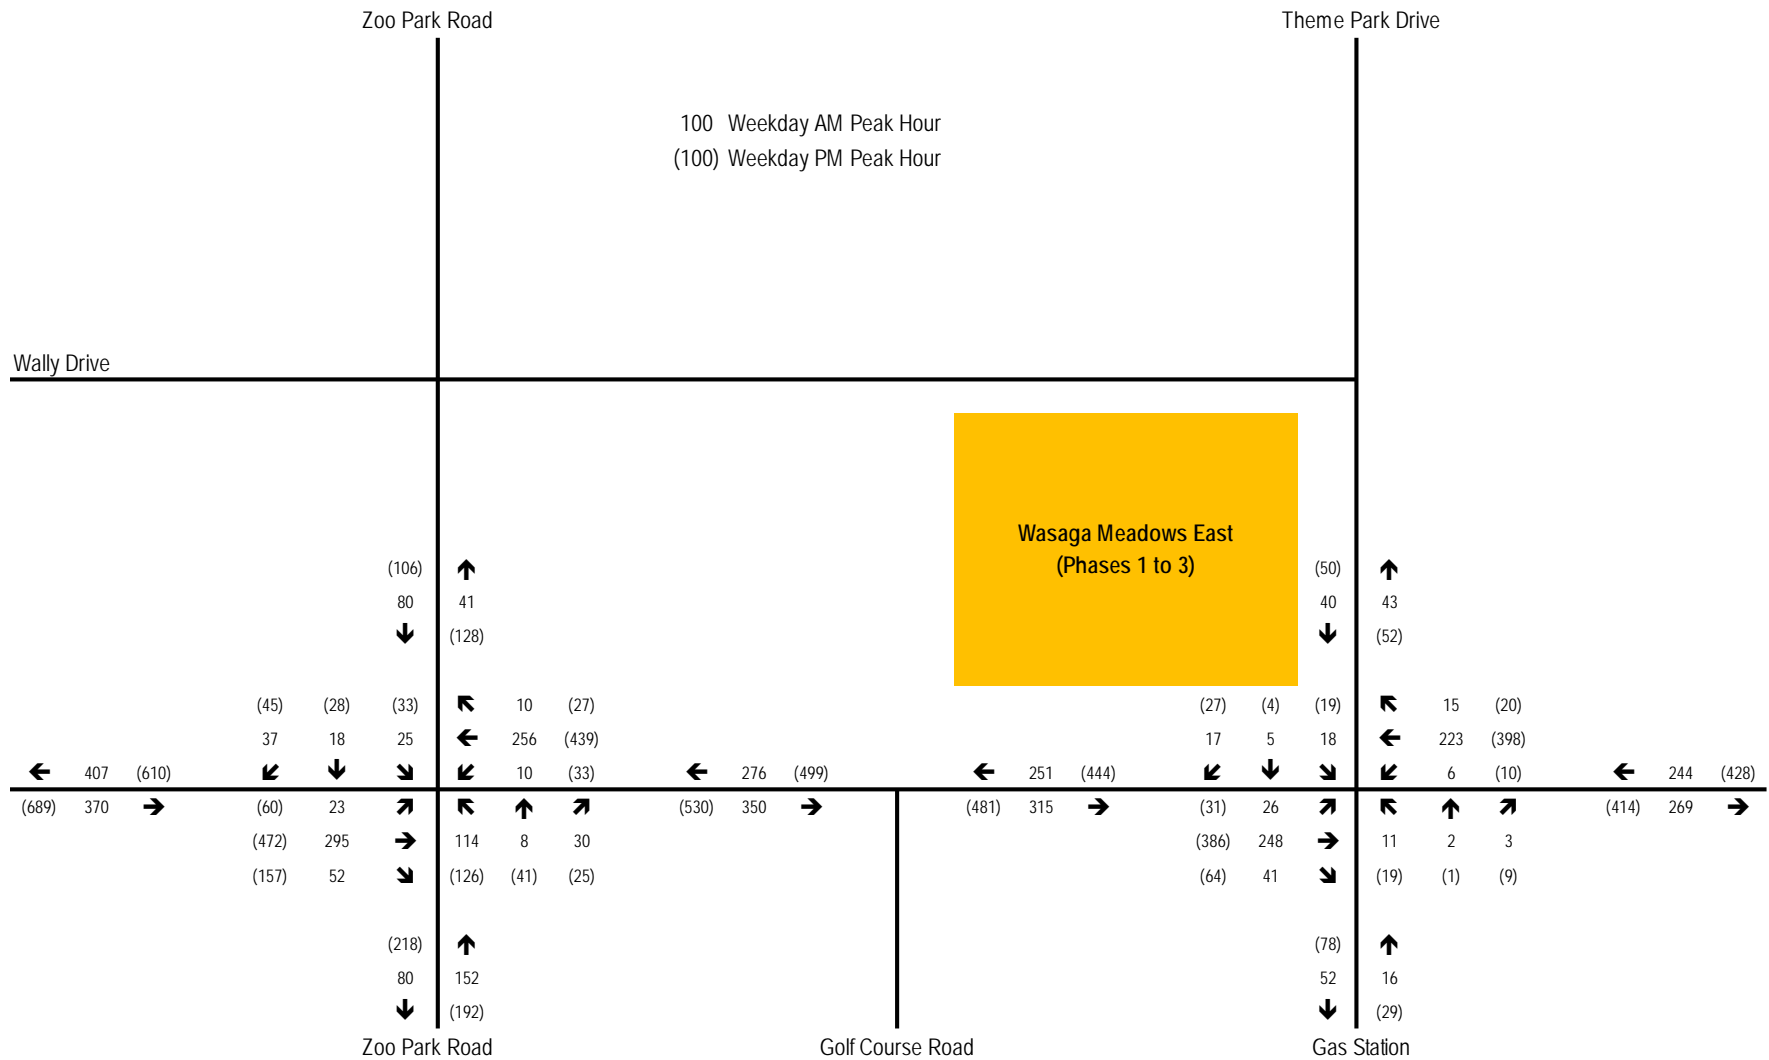 Zoo Park Road Theme Park Drive
100 Weekday AM Peak Hour
(100) Weekday PM Peak Hour
Wally Drive
Wasaga Meadows East
(Phases 1 to 3)
(106) (50)
80 41 40 43
(128) (52)
(45) (28) (33) 10 (27) (27) (4) (19) 15 (20)
37 18 25 256 (439) 17 5 18 223 (398)
407 (610) 10 (33) 276 (499) 251 (444) 6 (10) 244 (428)
(689) 370 (60) 23 (530) 350 (481) 315 (31) 26 (414) 269
(472) 295 114 8 30 (386) 248 11 2 3
(157) 52 (126) (41) (25) (64) 41 (19) (1) (9)
(218) (78)
80 152 52 16
(192) (29)
Zoo Park Road Golf Course Road Gas Station